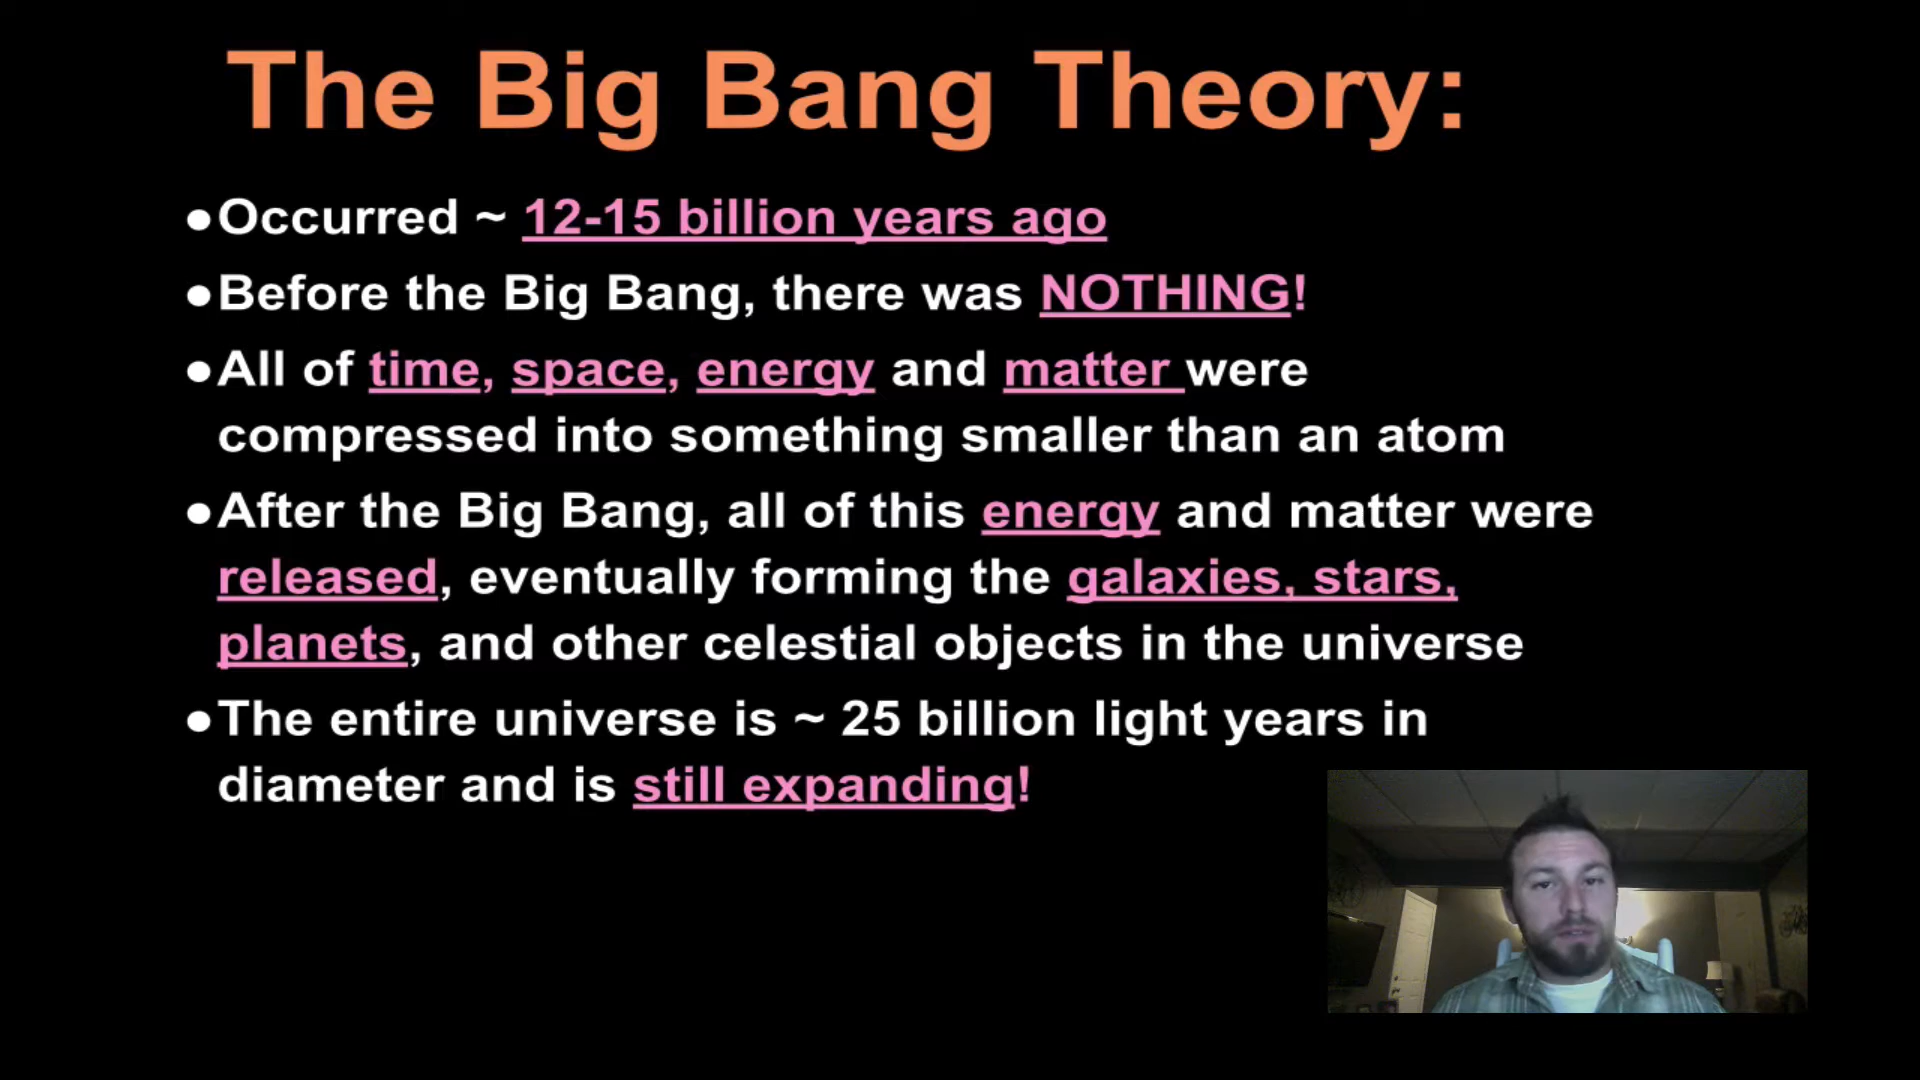 The Big Bang Theory:
●Occurred ~ 12-15 billion years ago
●Before the Big Bang, there was NOTHING!
●All of time, space, energy and matter were
compressed into something smaller than an atom
●After the Big Bang, all of this energy and matter were
released, eventually forming the galaxies, stars,
planets, and other celestial objects in the universe
●The entire universe is ~ 25 billion light years in
diameter and is still expanding!